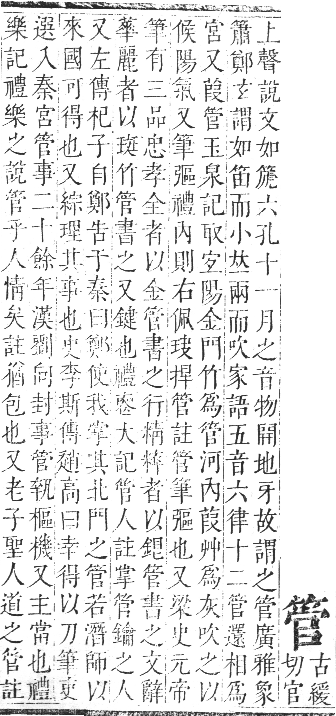 管
古緩
切官
上聲說文如篪六孔十一月之音物開地牙故謂之管廣雅象
簫鄭玄謂如笛而小竝兩而吹家語五音六律十二管還相爲
宮又葭管玉泉記取宜陽金門竹爲管河內葭艸爲灰吹之以
候陽氣又筆彄禮內則右佩玦捍管註管筆彄也又梁史元帝
筆有三品忠孝全者以金管書之行精粹者以銀管書之文辭
華麗者以斑竹管書之又鍵也禮喪大記管人註掌管鑰之人
又左傳杞子自鄭告于秦曰鄭使我掌其北門之管若潛師以
來國可得也又綜理其事也史李斯傳趙高曰幸得以刀筆吏
選入秦宮管事二十餘年漢劉向封事管執樞機又主當也禮
樂記禮樂之說管乎人情矣註猶包也又老子聖人道之管註